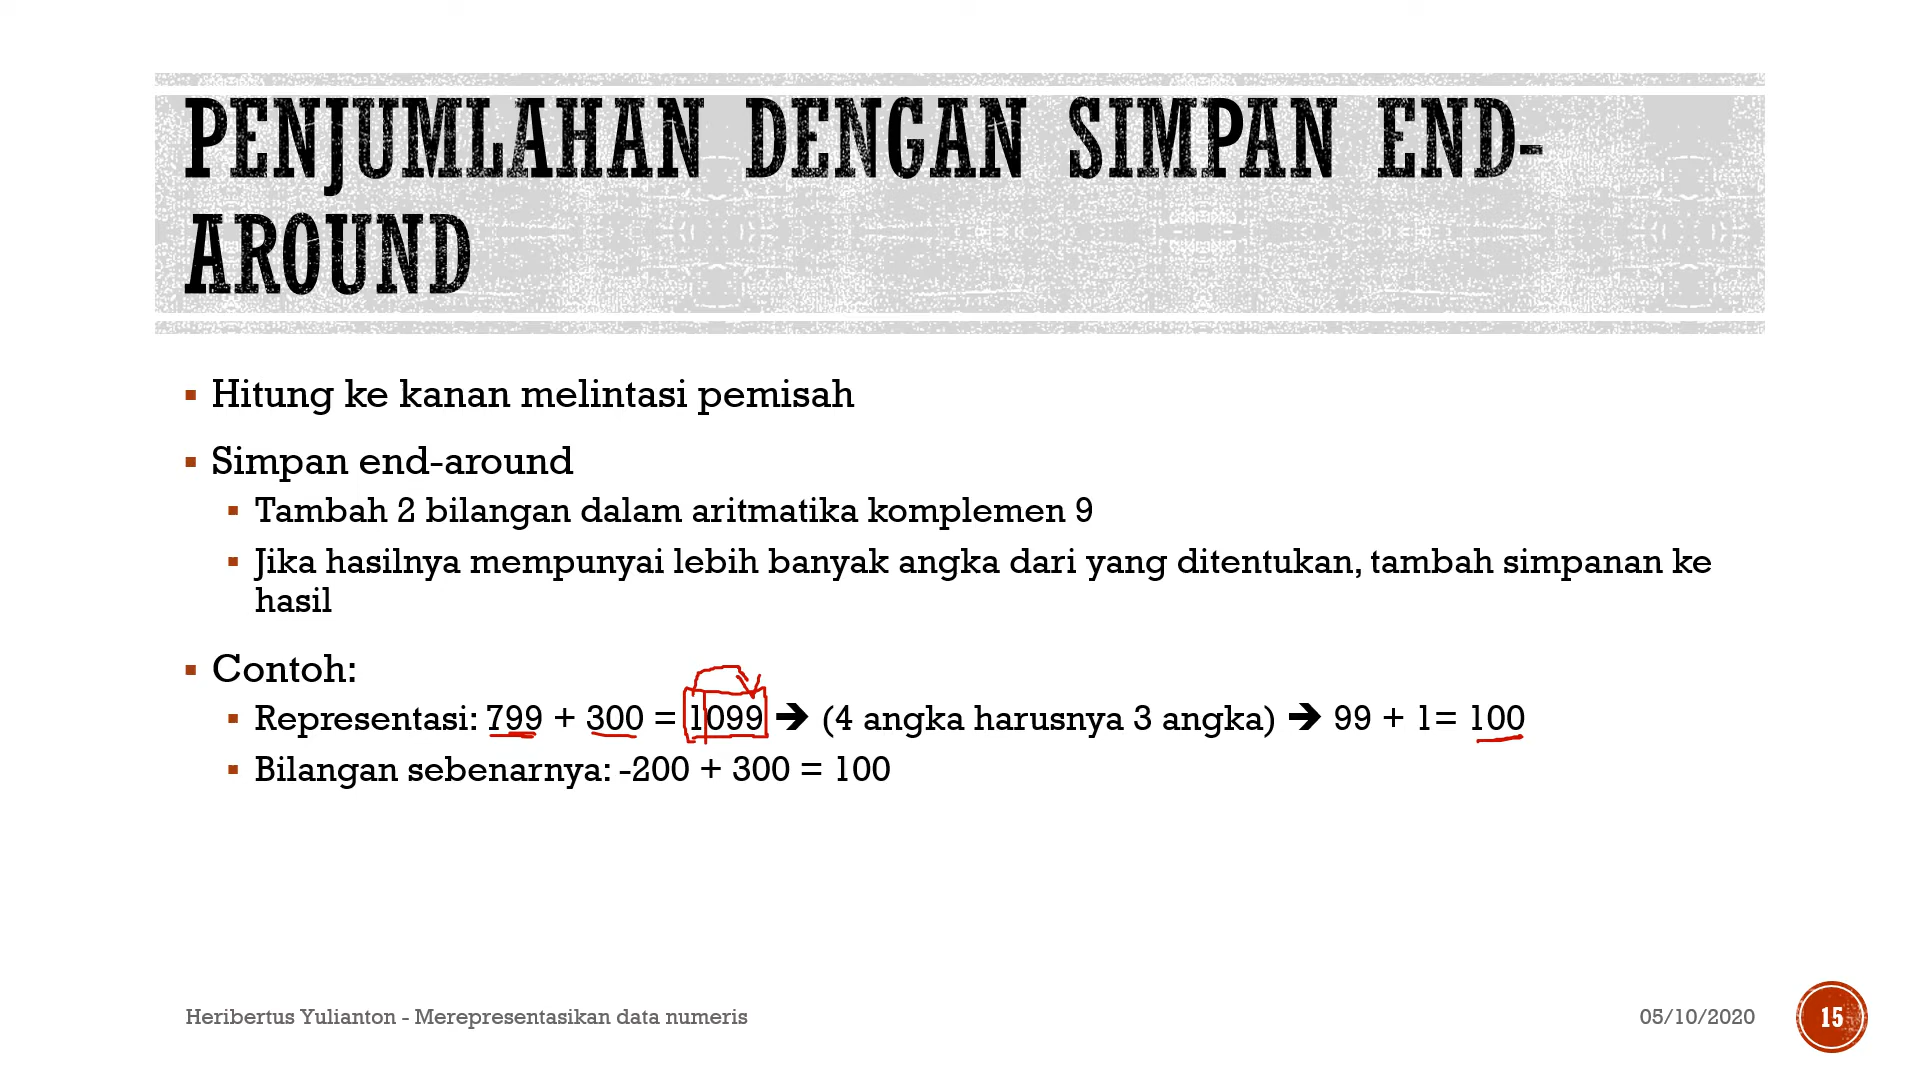 PENJUMLAHAN DENGAN SIMPAN END-
AROUND
▪ Hitung ke kanan melintasi pemisah
▪ Simpan end-around
▪ Tambah 2 bilangan dalam aritmatika komplemen 9
▪ Jika hasilnya mempunyai lebih banyak angka dari yang ditentukan, tambah simpanan ke
hasil
▪ Contoh:
▪ Representasi: 799 + 300 = 1099 ➔ (4 angka harusnya 3 angka) ➔ 99 + 1= 100
▪ Bilangan sebenarnya: -200 + 300 = 100
Heribertus Yulianton - Merepresentasikan data numeris
05/10/2020
15